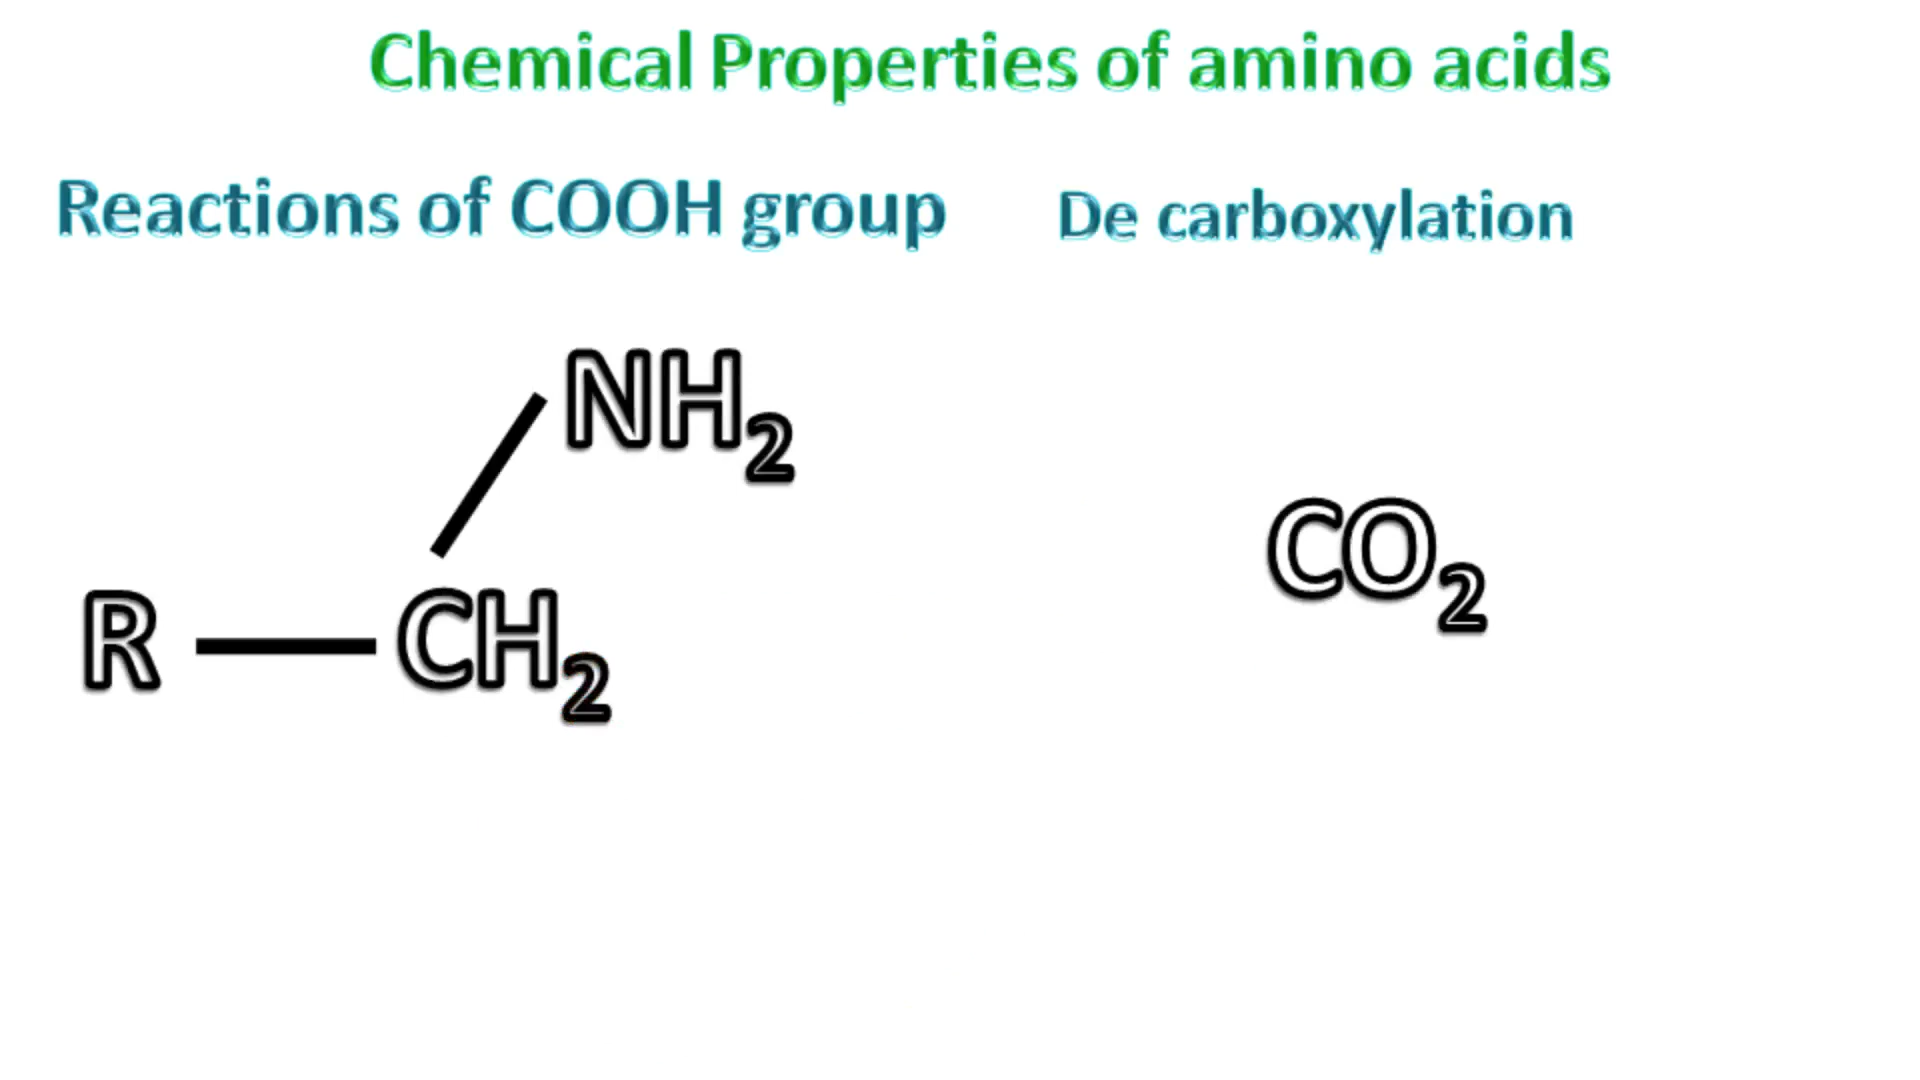 Chemical Properties of amino acids
Reactions of COOH group De carboxylation
NH₂
CO₂
R CH₂